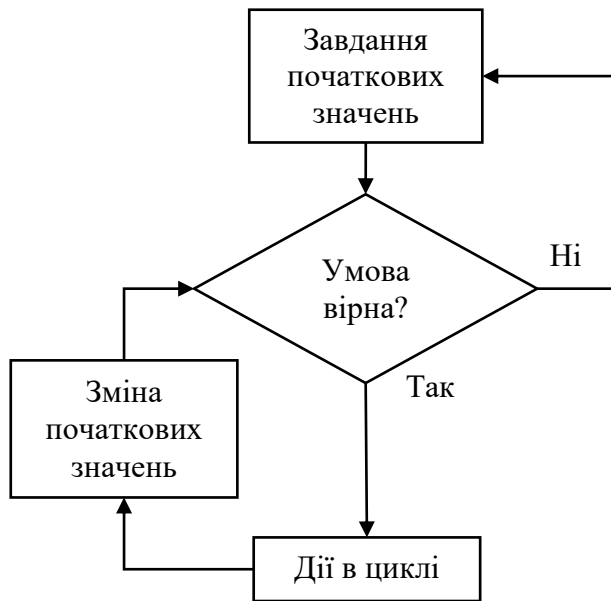 Завдання
початкових
значень
Умова
вірна?
Ні
Так
Зміна
початкових
значень
Дії в циклі